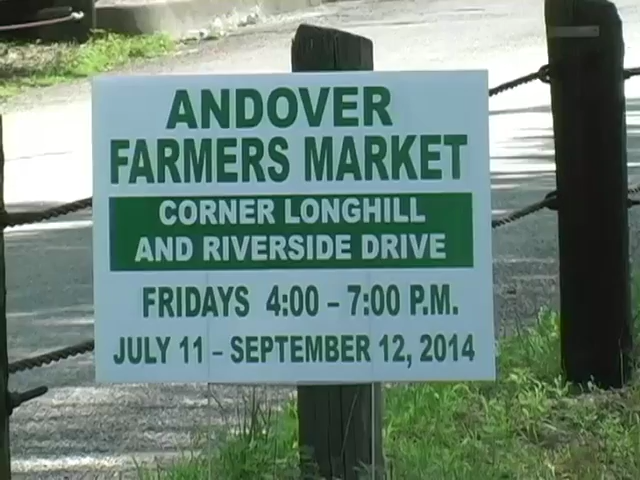 ANDOVER
FARMERS MARKET
CORNER LONGHILL
AND RIVERSIDE DRIVE
FRIDAYS 4:00 – 7:00 P.M.
JULY 11 – SEPTEMBER 12, 2014